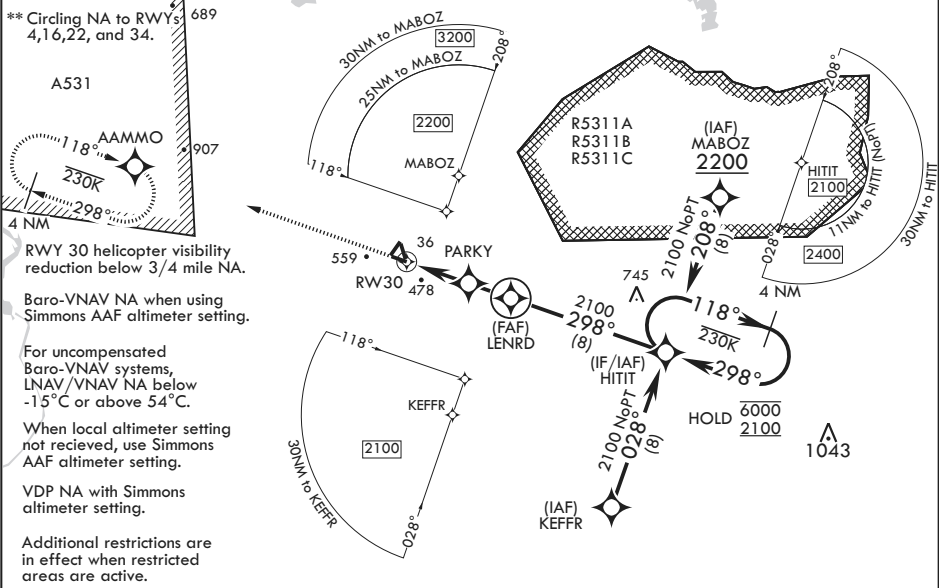 ** Circling NA to RWYs
4,16,22, and 34.
689
A531
AAMMO
118°
230K
298°
4 NM
907
RWY 30 helicopter visibility
reduction below 3/4 mile NA.
Baro-VNAV NA when using
Simmons AAF altimeter setting.
For uncompensated
Baro-VNAV systems,
LNAV/VNAV NA below
-15°C or above 54°C.
When local altimeter setting
not recieved, use Simmons
AAF altimeter setting.
VDP NA with Simmons
altimeter setting.
Additional restrictions are
in effect when restricted
areas are active.
30NM to MABOZ
3200
208°
25NM to MABOZ
2200
MABOZ
118°
R5311A
R5311B
R5311C
(IAF)
MABOZ
2200
2100 NoPT
208°
(8)
208°
HITIT
2100
11NM to HITIT (NoPT)
30NM to HITIT
2400
028°
559
36
RW30
478
PARKY
(FAF)
LENRD
2100
298°
(8)
745
4 NM
118°
230K
298°
(IF/IAF)
HITIT
HOLD
6000
2100
1043
2100 NoPT
028°
(8)
(IAF)
KEFFR
118°
KEFFR
2100
30NM to KEFFR
028°